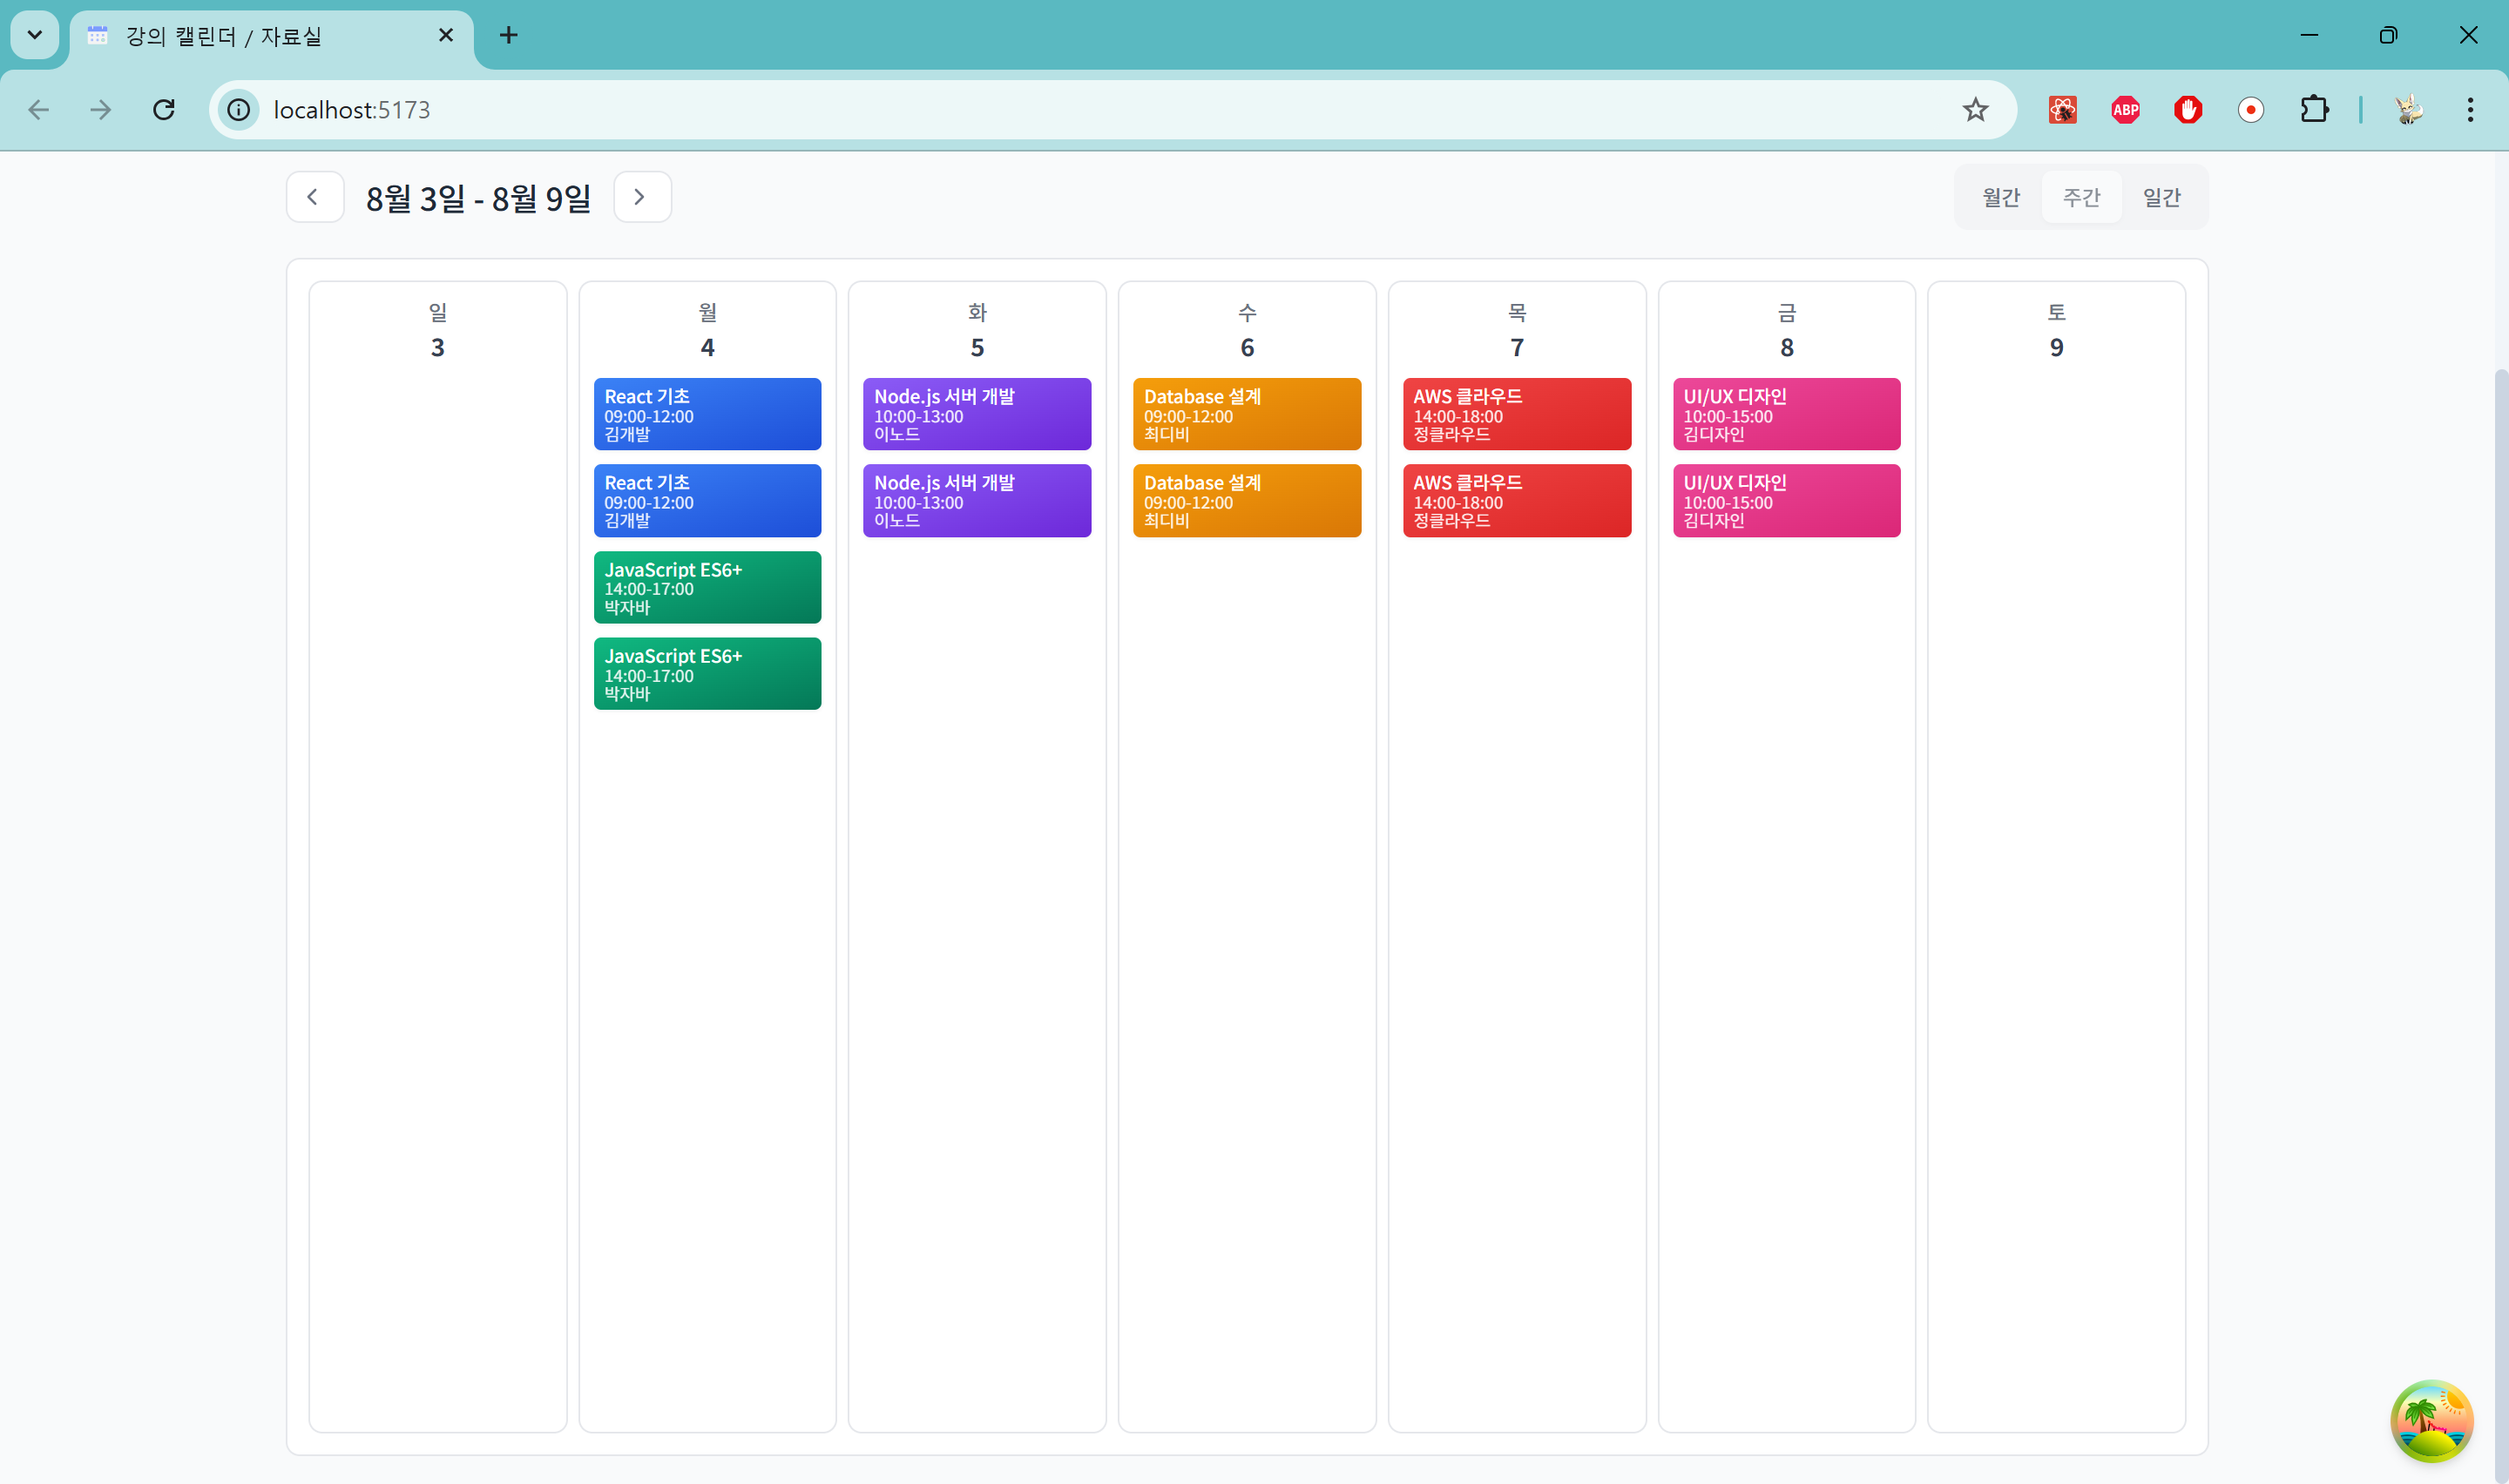 강의 캘린더 / 자료실
localhost:5173
ABP
8월 3일 - 8월 9일
월간 주간 일간
일
3
월
4
React 기초
09:00-12:00
김개발
React 기초
09:00-12:00
김개발
JavaScript ES6+
14:00-17:00
박자바
JavaScript ES6+
14:00-17:00
박자바
화
5
Node.js 서버 개발
10:00-13:00
이노드
Node.js 서버 개발
10:00-13:00
이노드
수
6
Database 설계
09:00-12:00
최디비
Database 설계
09:00-12:00
최디비
목
7
AWS 클라우드
14:00-18:00
정클라우드
AWS 클라우드
14:00-18:00
정클라우드
금
8
UI/UX 디자인
10:00-15:00
김디자인
UI/UX 디자인
10:00-15:00
김디자인
토
9